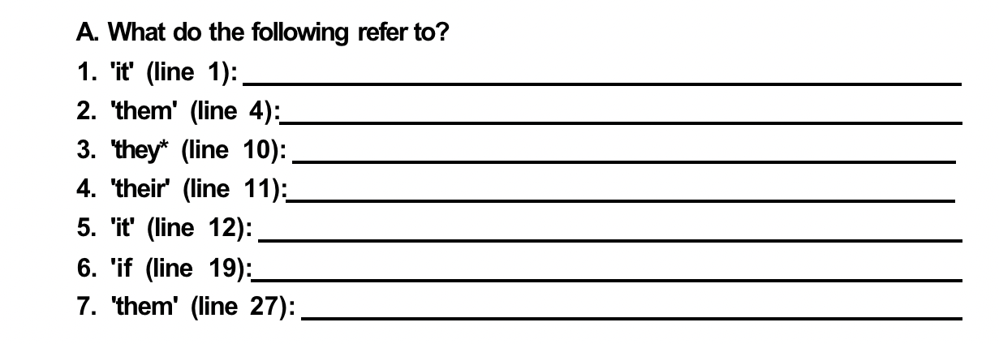 A. What do the following refer to?
1. 'it' (line 1):
2. 'them' (line 4):
3. 'they* (line 10):
4. 'their' (line 11):
5. 'it' (line 12):
6. 'if (line 19):
7. 'them' (line 27):